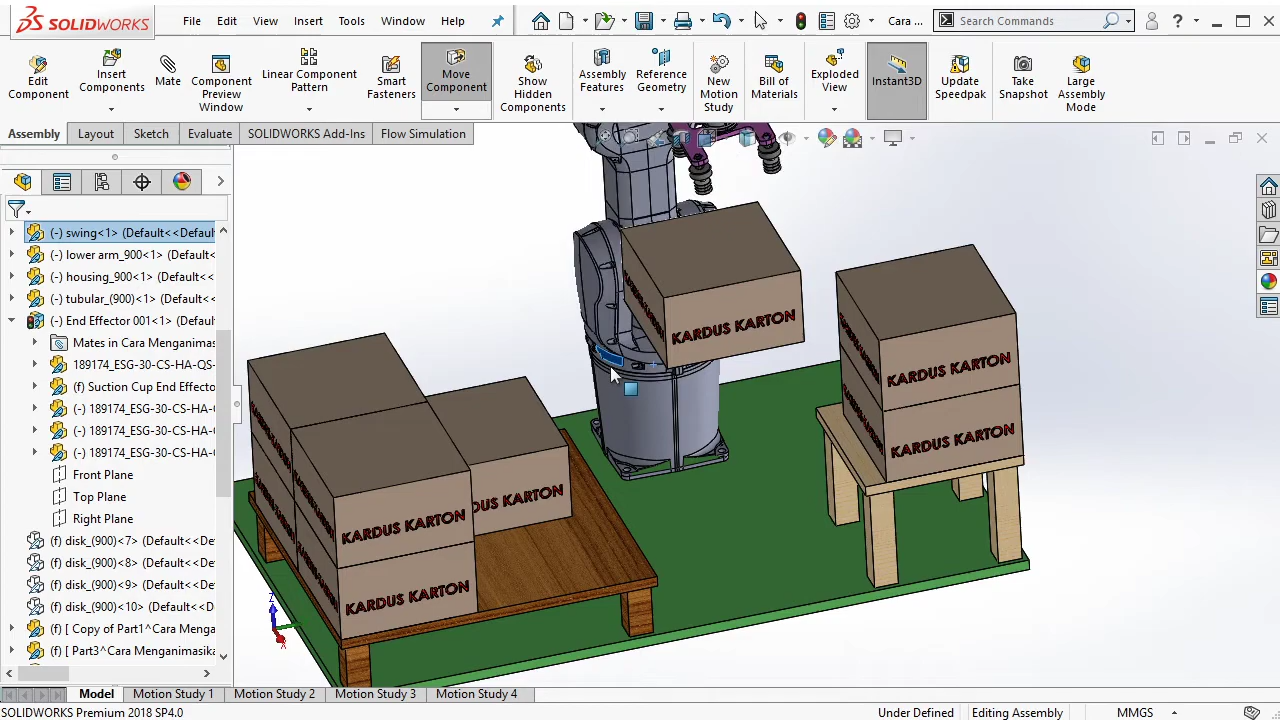 SOLIDWORKS
File Edit View Insert Tools Window Help
Cara ...
Search Commands
?
Edit Component
Insert Components
Mate
Component Preview Window
Linear Component Pattern
Smart Fasteners
Move Component
Show Hidden Components
Assembly Features
Reference Geometry
New Motion Study
Bill of Materials
Exploded View
Instant3D
Update Speedpak
Take Snapshot
Large Assembly Mode
Assembly Layout Sketch Evaluate SOLIDWORKS Add-Ins Flow Simulation
(-) swing<1> (Default<<Defaul
(-) lower arm_900<1> (Default<
(-) housing_900<1> (Default<<
(-) tubular_(900)<1> (Default<
(-) End Effector 001<1> (Defaul
Mates in Cara Menganimas
189174_ESG-30-CS-HA-QS-
(f) Suction Cup End Effecto
(-) 189174_ESG-30-CS-HA-
(-) 189174_ESG-30-CS-HA-
(-) 189174_ESG-30-CS-HA-
Front Plane
Top Plane
Right Plane
(f) disk_(900)<7> (Default<<De
(f) disk_(900)<8> (Default<<De
(f) disk_(900)<9> (Default<<De
(f) disk_(900)<10> (Default<<D
(f) [ Copy of Part1^Cara Menga
(f) [ Part3^Cara Menganimasik
KARDUS KARTON
KARDUS KARTON
KARDUS KARTON
DUS KARTON
KARDUS KARTON
KARDUS KARTON
Z
X
Model Motion Study 1 Motion Study 2 Motion Study 3 Motion Study 4
SOLIDWORKS Premium 2018 SP4.0
Under Defined Editing Assembly MMGS